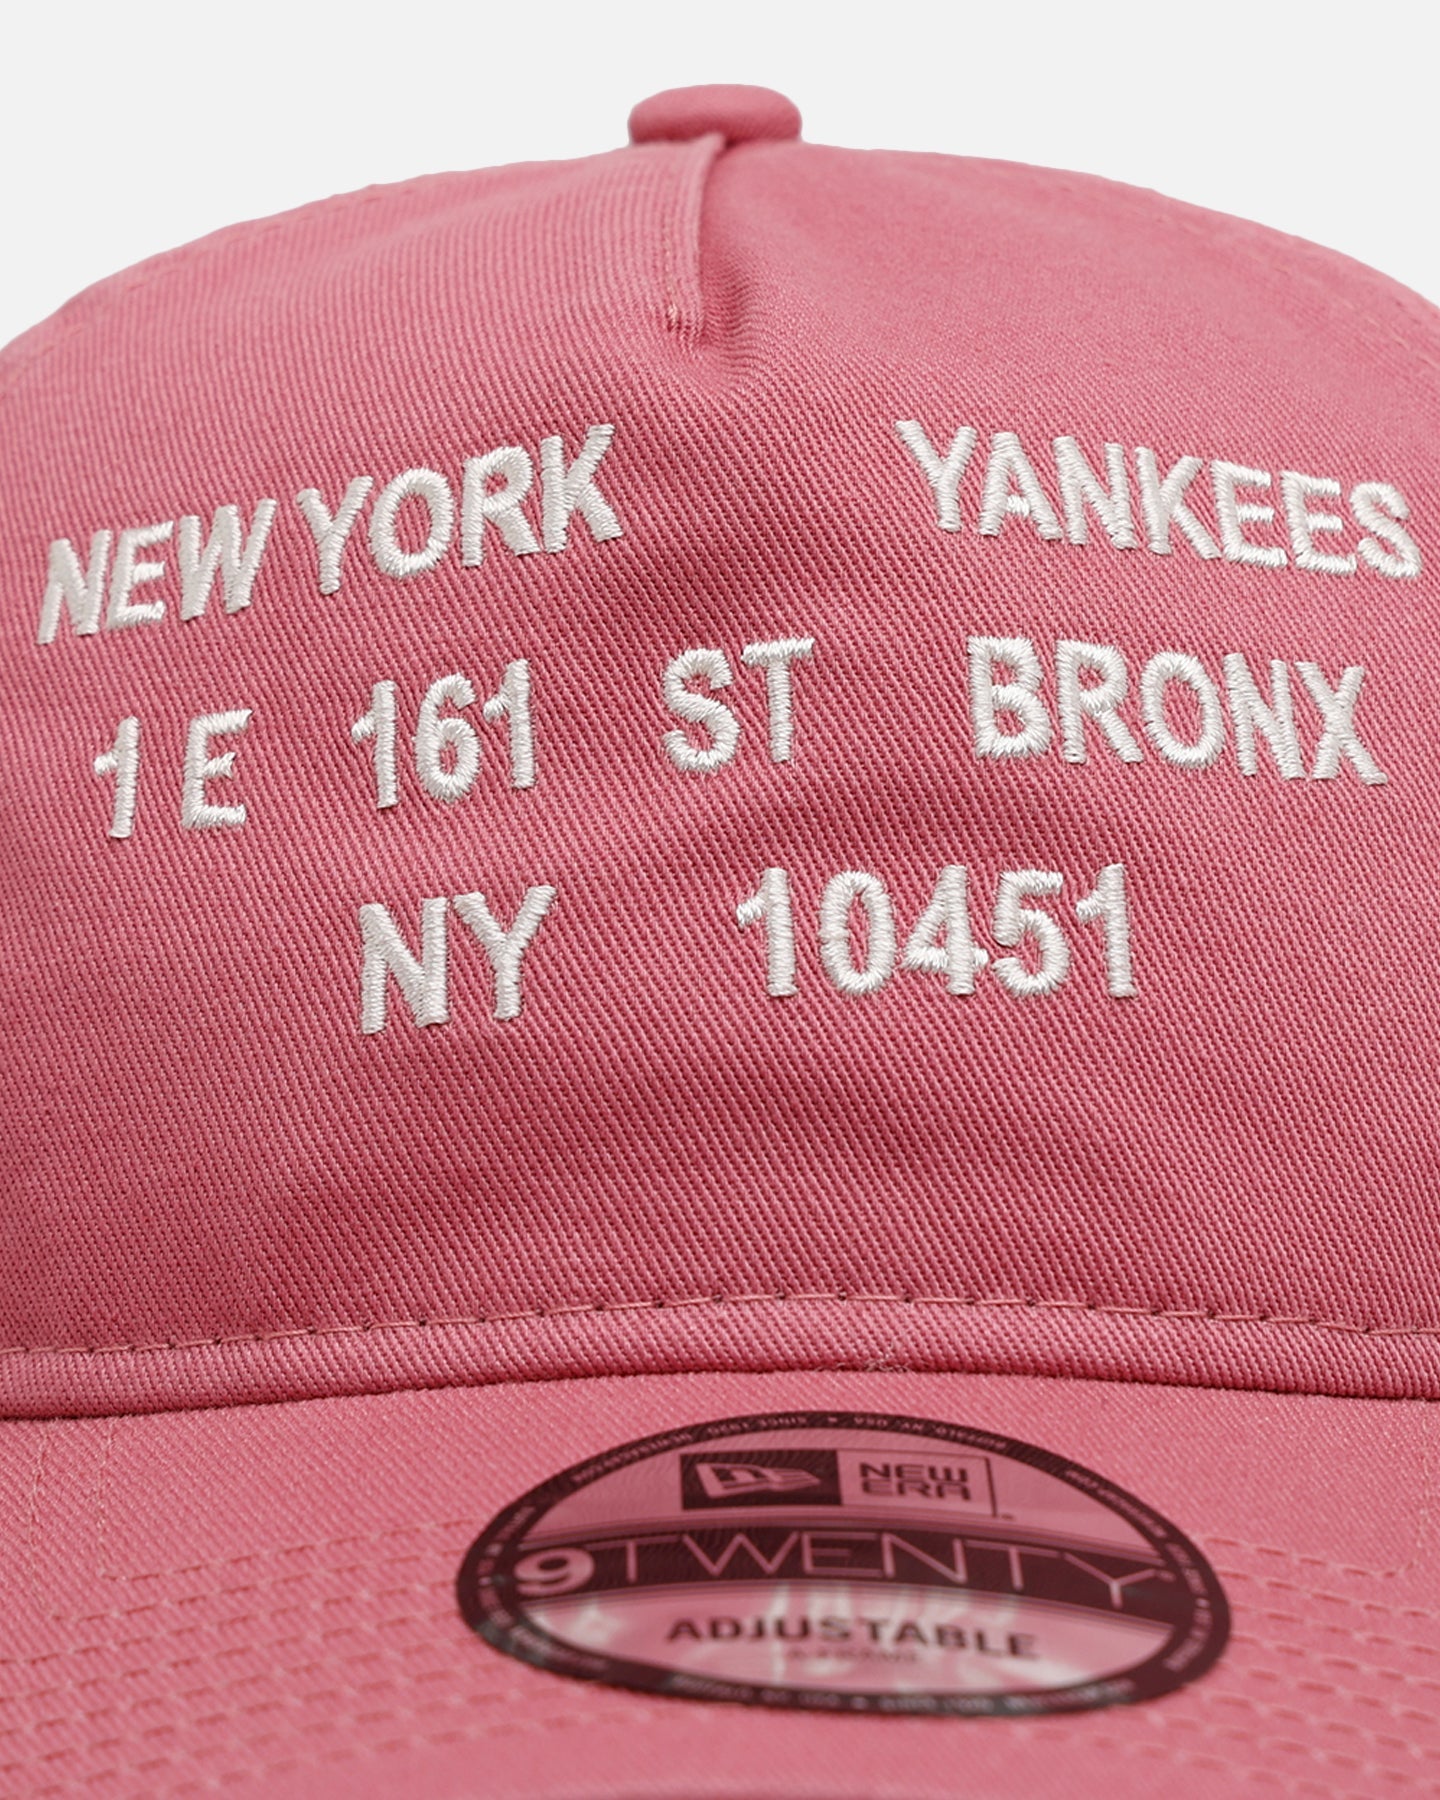 NEW YORK YANKEES
1 E 161 ST BRONX
NY 10451
NEW ERA
9TWENTY
ADJUSTABLE